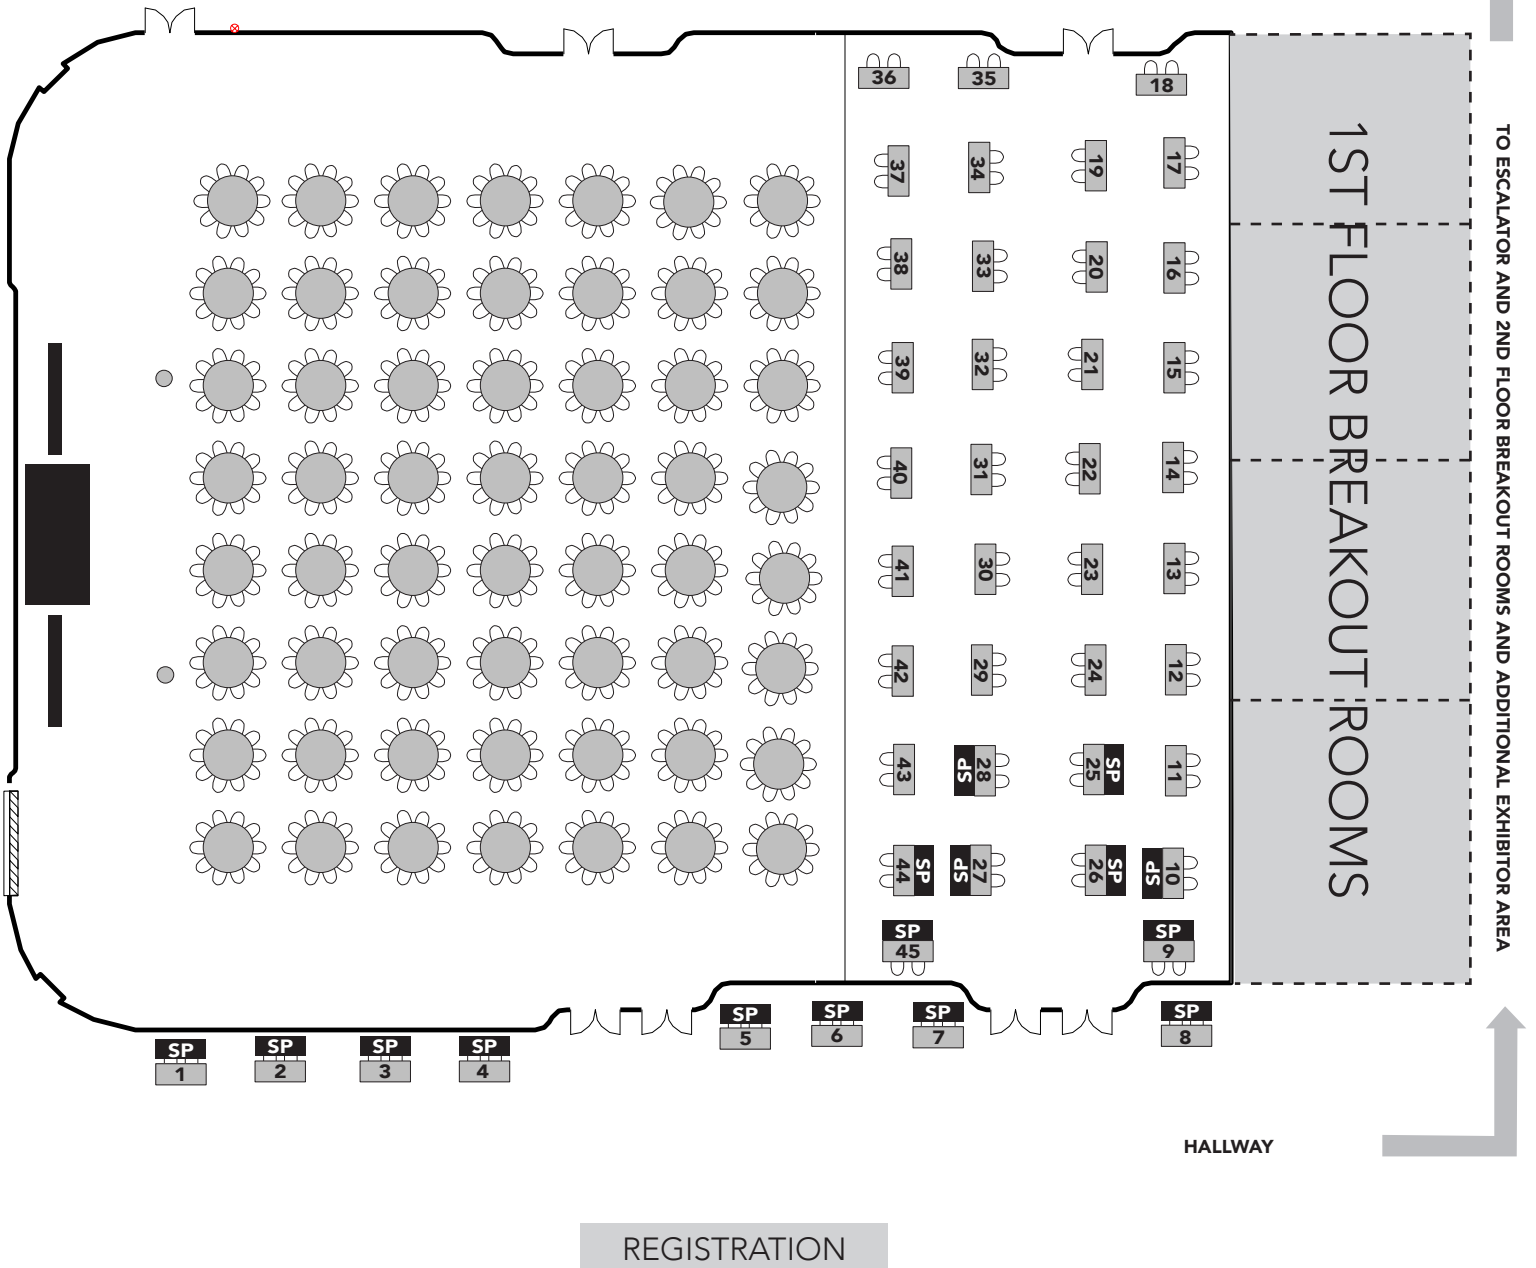 36
35
18
37
34
19
17
38
33
20
16
39
32
21
15
40
31
22
14
41
30
23
13
42
29
24
12
43
SP
28
25
SP
11
44
SP
SP
27
26
SP
SP
10
SP
45
SP
9
SP
1
SP
2
SP
3
SP
4
SP
5
SP
6
SP
7
SP
8
1ST FLOOR BREAKOUT ROOMS
TO ESCALATOR AND 2ND FLOOR BREAKOUT ROOMS AND ADDITIONAL EXHIBITOR AREA
HALLWAY
REGISTRATION